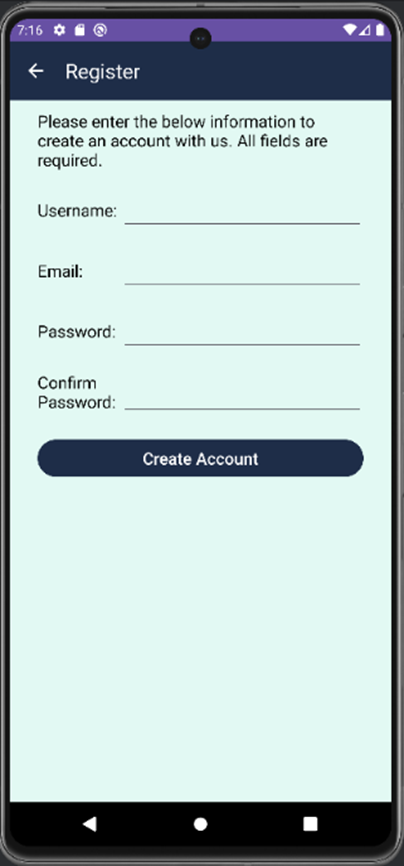 7:16
Register
Please enter the below information to
create an account with us. All fields are
required.
Username:
Email:
Password:
Confirm
Password:
Create Account